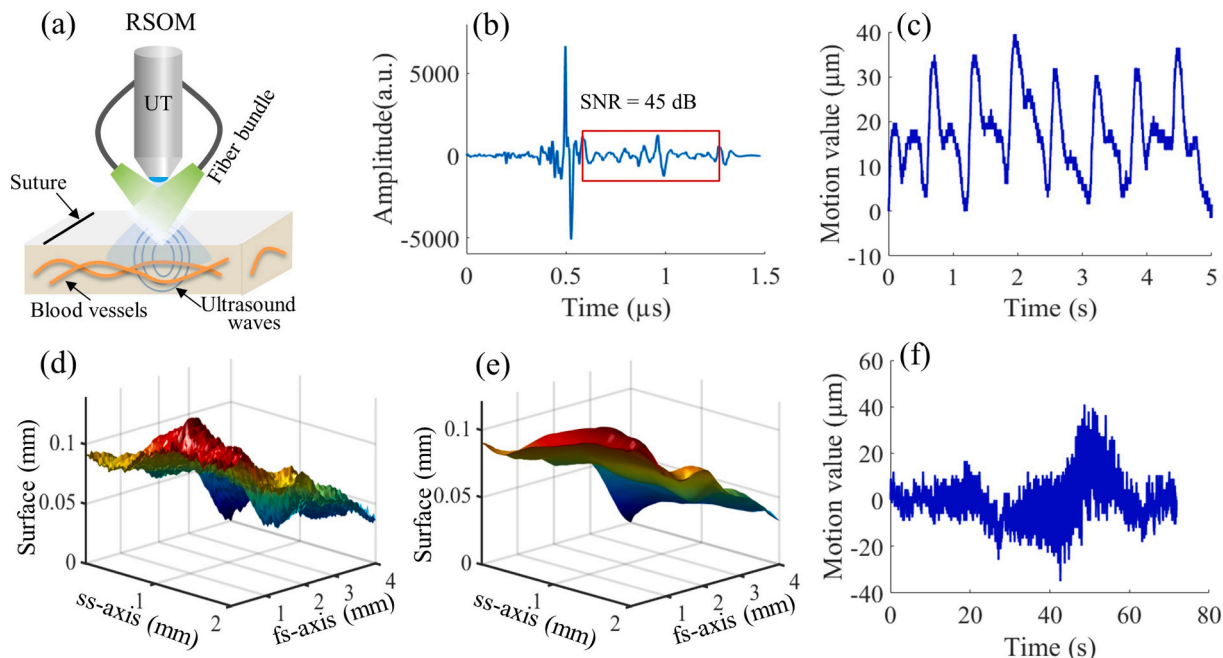 (a)
RSOM
UT
Fiber bundle
Suture
Blood vessels
Ultrasound
waves
(b)
Amplitude(a.u.)
5000
0
-5000
SNR = 45 dB
0
0.5
1
1.5
Time (µs)
(c)
Motion value (µm)
40
30
20
10
0
-10
0
1
2
3
4
5
Time (s)
(d)
Surface (mm)
0.1
0.05
0
1
2
ss-axis (mm)
1
2
3
4
fs-axis (mm)
(e)
Surface (mm)
0.1
0.05
0
1
2
ss-axis (mm)
1
2
3
4
fs-axis (mm)
(f)
Motion value (µm)
60
40
20
0
-20
-40
0
20
40
60
80
Time (s)